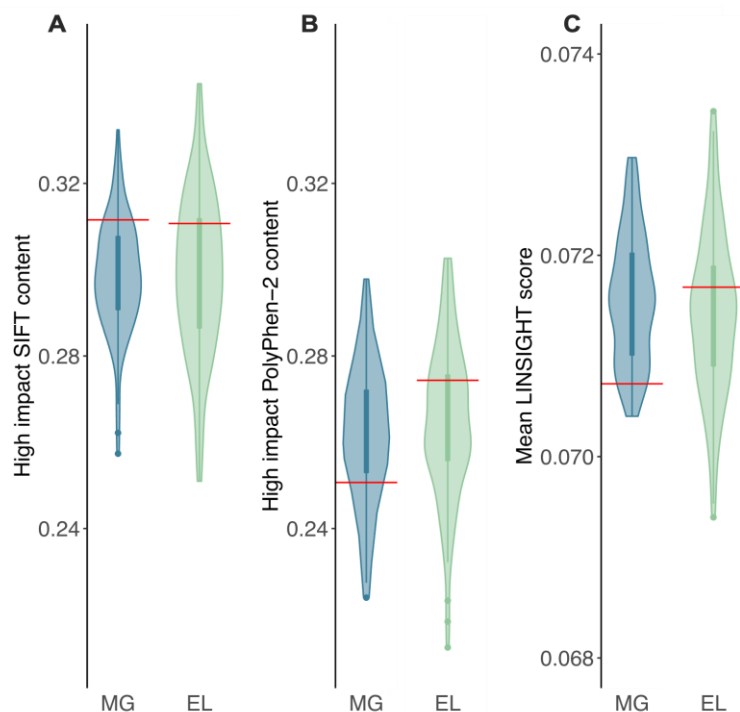 A
High impact SIFT content
0.32
0.28
0.24
MG EL
B
High impact PolyPhen-2 content
0.32
0.28
0.24
MG EL
C
Mean LINSIGHT score
0.074
0.072
0.070
0.068
MG EL